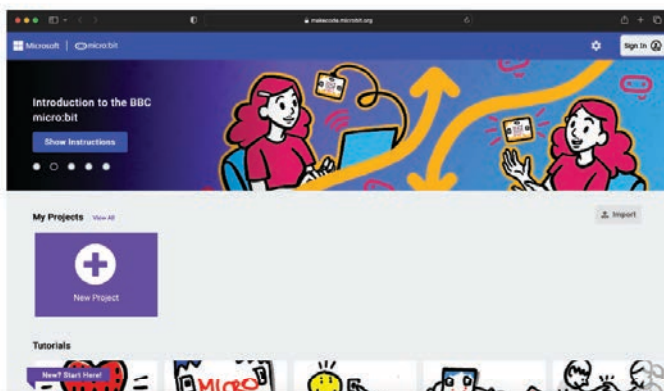 makecode.microbit.org
Microsoft | micro:bit
Sign In
Introduction to the BBC
micro:bit
Show Instructions
My Projects View All
Import
New Project
Tutorials
New? Start Here!
MICRO